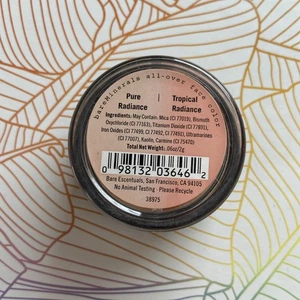 bareMinerals all-over face color
Pure | Tropical
Radiance | Radiance
Ingredients: May Contain: Mica (CI 77019), Bismuth
Oxychloride (CI 77163), Titanium Dioxide (CI 77891),
Iron Oxides (CI 77499, CI 77492, CI 77491), Ultramarines
(CI 77007), Kaolin, Carmine (CI 75470)
Total Net Weight: .06oz/2g
0 98132 03646 2
Bare Escentuals, San Francisco, CA 94105
No Animal Testing · Please Recycle
38975